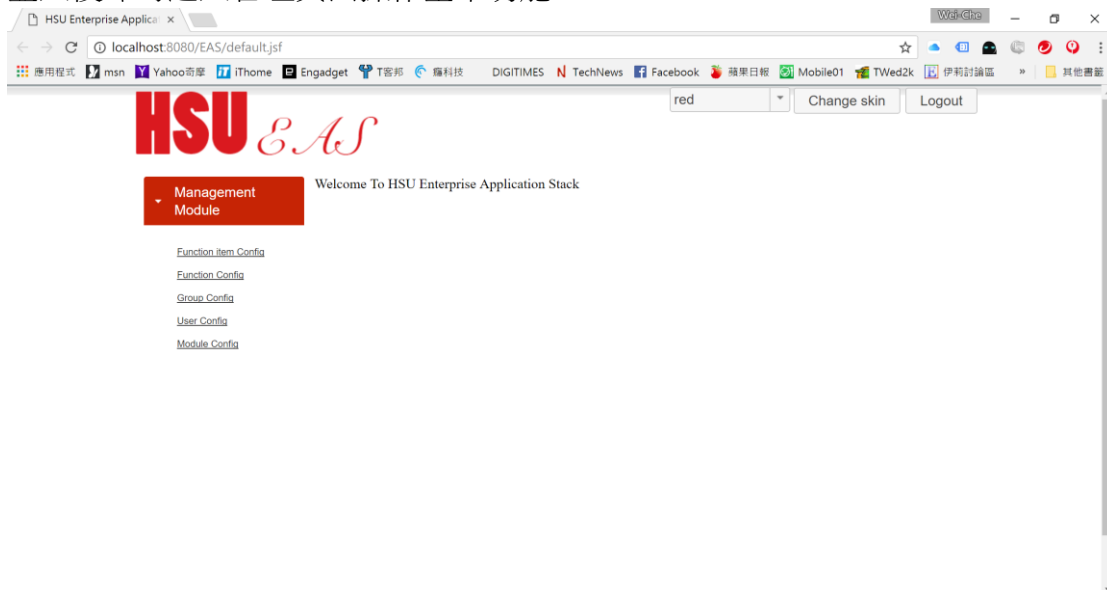 HSU Enterprise Applicat ×
Wei-Che
localhost:8080/EAS/default.jsf
應用程式 msn Yahoo奇摩 iThome Engadget T客邦 癮科技 DIGITIMES TechNews Facebook 蘋果日報 Mobile01 TWed2k 伊莉討論區 » 其他書籤
HSU EAS
red Change skin Logout
Management Module
Welcome To HSU Enterprise Application Stack
Function item Config
Function Config
Group Config
User Config
Module Config